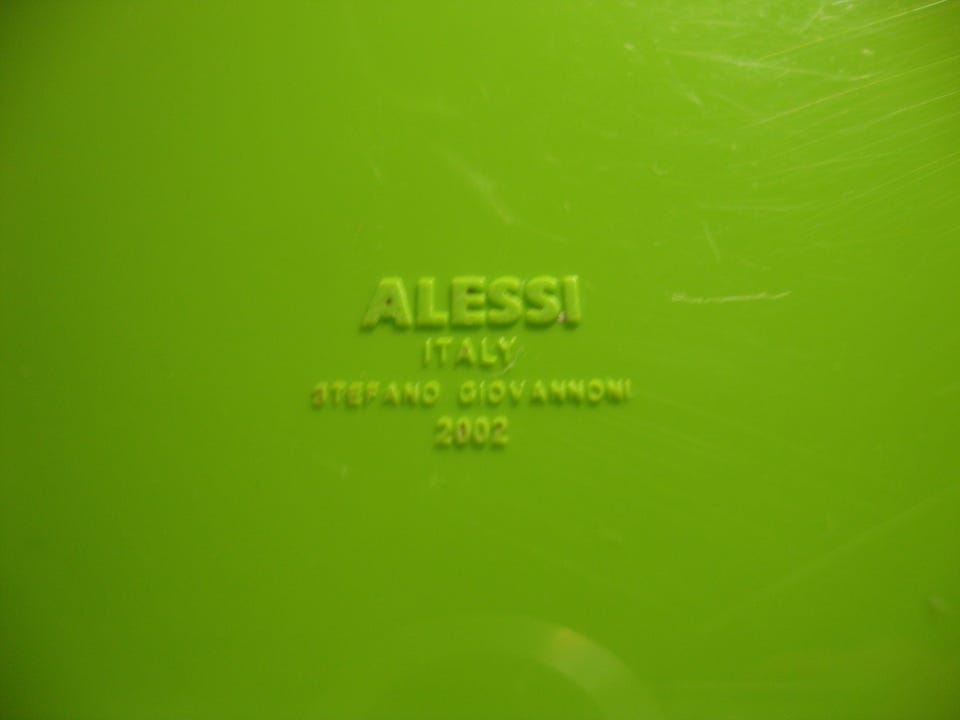 ALESSI
ITALY
STEFANO GIOVANNONI
2002